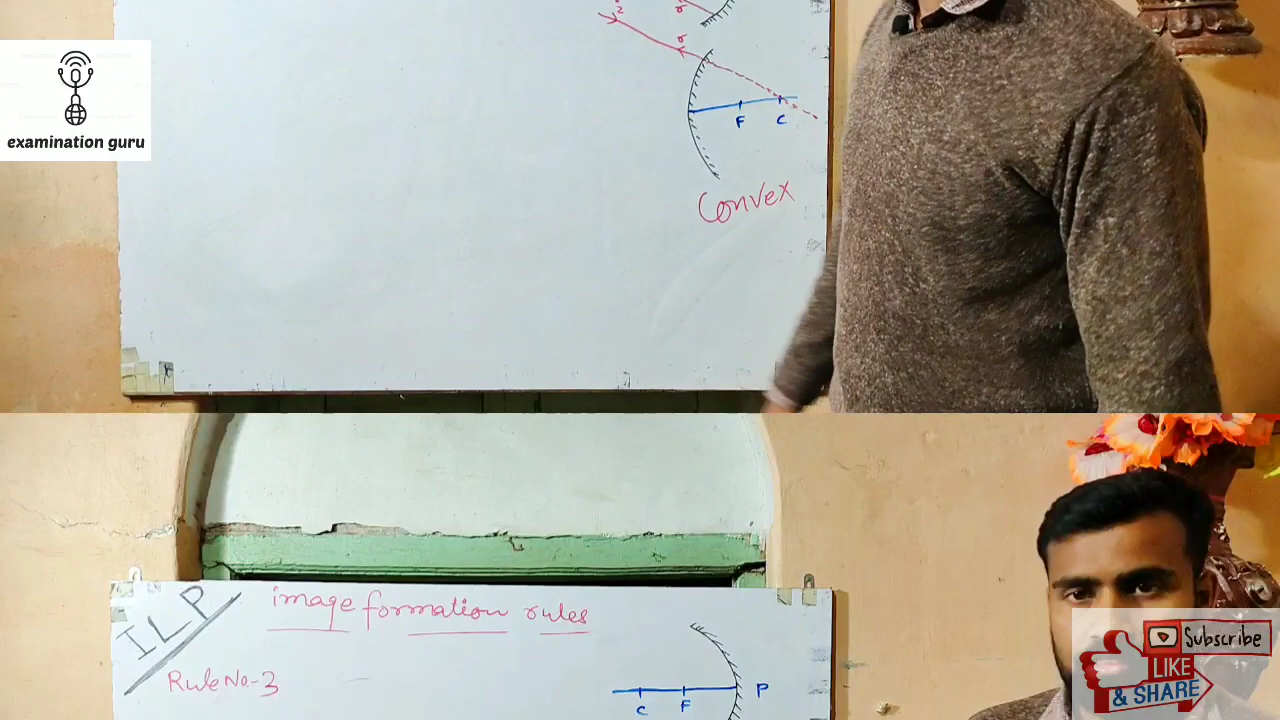 examination guru
F C
Convex
ILP
image formation rules
Rule No.-3
C F P
Subscribe
LIKE
& SHARE